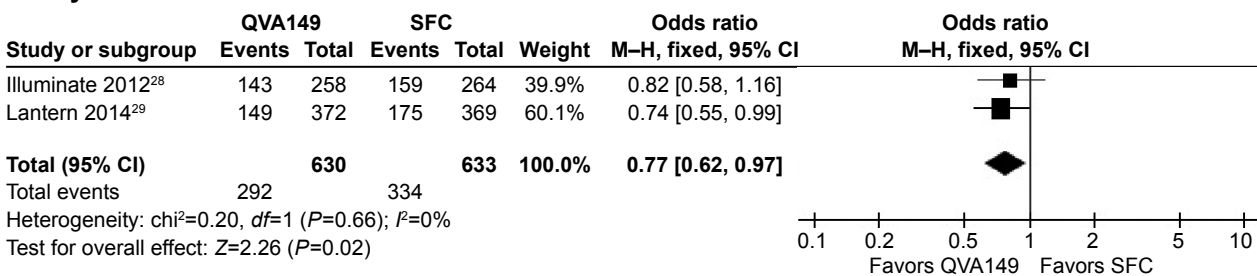 QVA149 SFC Odds ratio Odds ratio
Study or subgroup Events Total Events Total Weight M–H, fixed, 95% CI M–H, fixed, 95% CI
Illuminate 2012²⁸ 143 258 159 264 39.9% 0.82 [0.58, 1.16]
Lantern 2014²⁹ 149 372 175 369 60.1% 0.74 [0.55, 0.99]
Total (95% CI) 630 633 100.0% 0.77 [0.62, 0.97]
Total events 292 334
Heterogeneity: chi²=0.20, df=1 (P=0.66); I²=0%
Test for overall effect: Z=2.26 (P=0.02)
0.1 0.2 0.5 1 2 5 10
Favors QVA149 Favors SFC